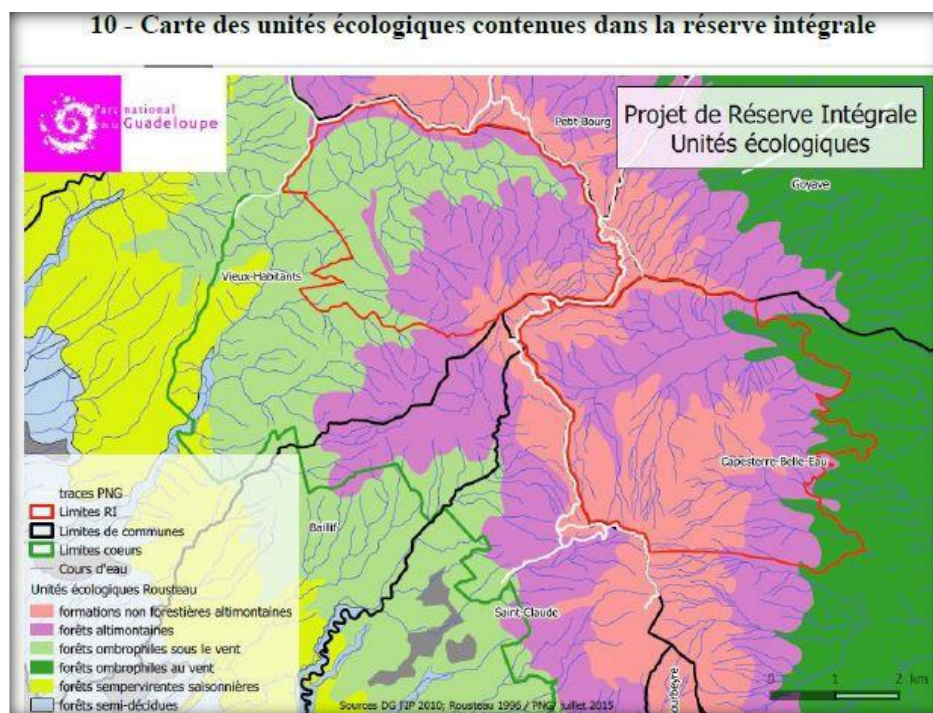 10 - Carte des unités écologiques contenues dans la réserve intégrale
Parc national
de la Guadeloupe
Projet de Réserve Intégrale
Unités écologiques
Petit Bourg
Goyave
Vieux-Habitants
Capesterre-Belle-Eau
Baillif
Saint-Claude
ourbeyre
traces PNG
Limites RI
Limites de communes
Limites coeurs
Cours d'eau
Unités écologiques Rousteau
formations non forestières altimontaines
forêts altimontaines
forêts ombrophiles sous le vent
forêts ombrophiles au vent
forêts sempervirentes saisonnières
forêts semi-décidues
Sources DG FIP 2010; Rousteau 1996 / PNG juillet 2015
0 1 2 km